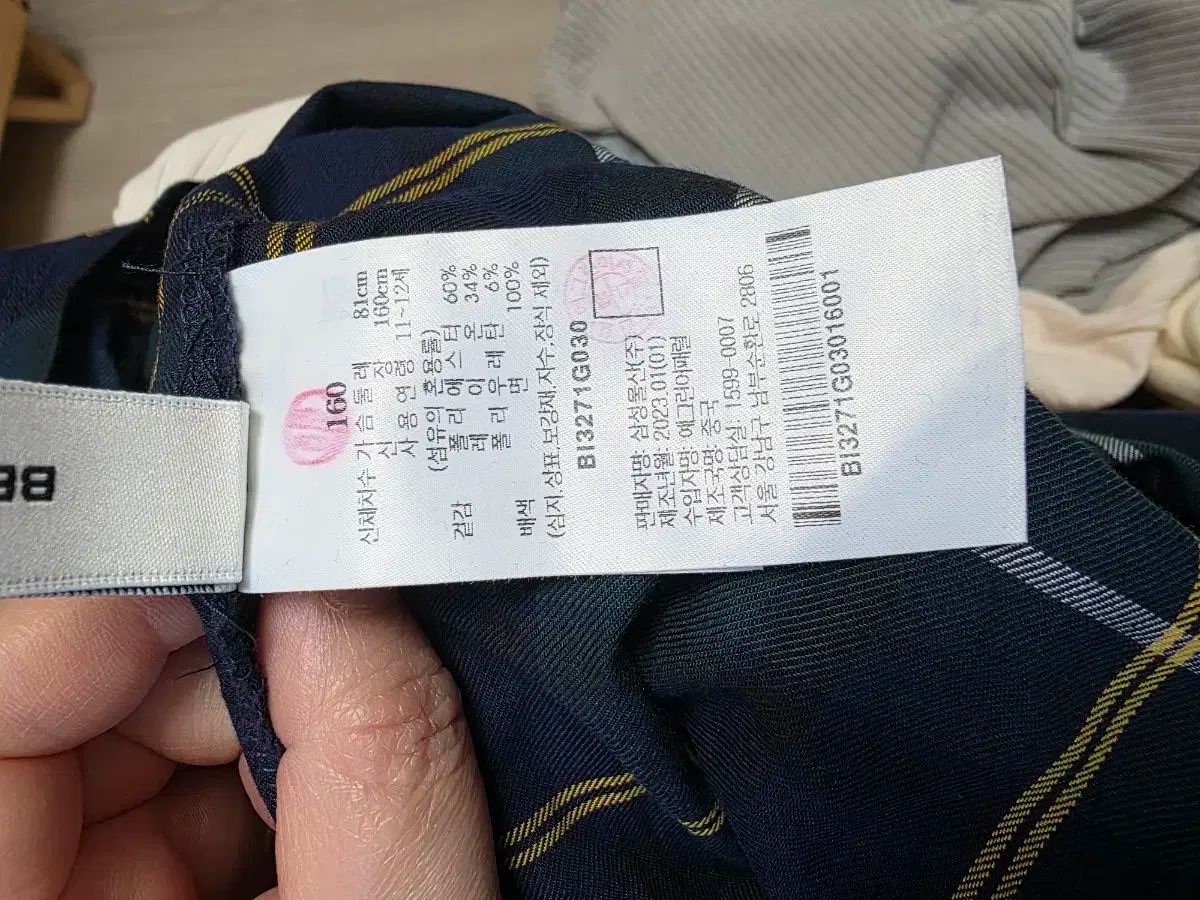 160
신체치수 가슴둘레 81cm
신장 160cm
사용연령 11~12세
(섬유의 혼용률)
겉감 폴리에스터 60%
레이온 34%
폴리우레탄 6%
배색 면 100%
(심지,상표,보강재,자수,장식 제외)
BI3271G030
판매자명: 삼성물산(주)
제조년월: 2023.01(01)
수입자명: 에그린어패럴
제조국명: 중국
고객상담실 1599-0007
서울 강남구 남부순환로 2806
BI3271G03016001